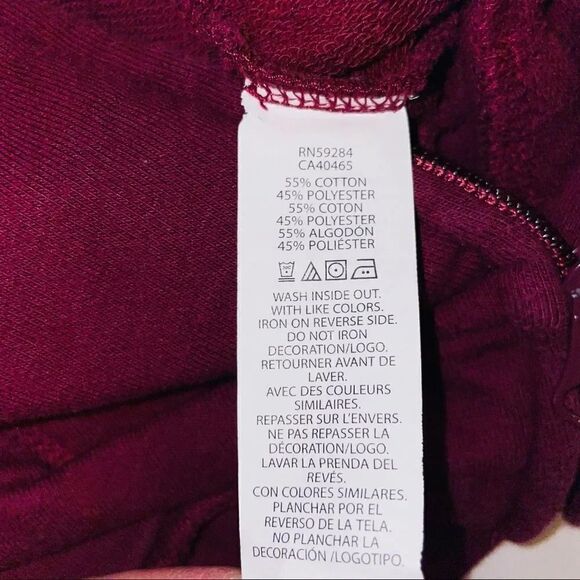 RN59284
CA40465
55% COTTON
45% POLYESTER
55% COTON
45% POLYESTER
55% ALGODÓN
45% POLIÉSTER
WASH INSIDE OUT.
WITH LIKE COLORS.
IRON ON REVERSE SIDE.
DO NOT IRON
DECORATION/LOGO.
RETOURNER AVANT DE
LAVER.
AVEC DES COULEURS
SIMILAIRES.
REPASSER SUR L'ENVERS.
NE PAS REPASSER LA
DÉCORATION/LOGO.
LAVAR LA PRENDA DEL
REVÉS.
CON COLORES SIMILARES.
PLANCHAR POR EL
REVERSO DE LA TELA.
NO PLANCHAR LA
DECORACIÓN /LOGOTIPO.